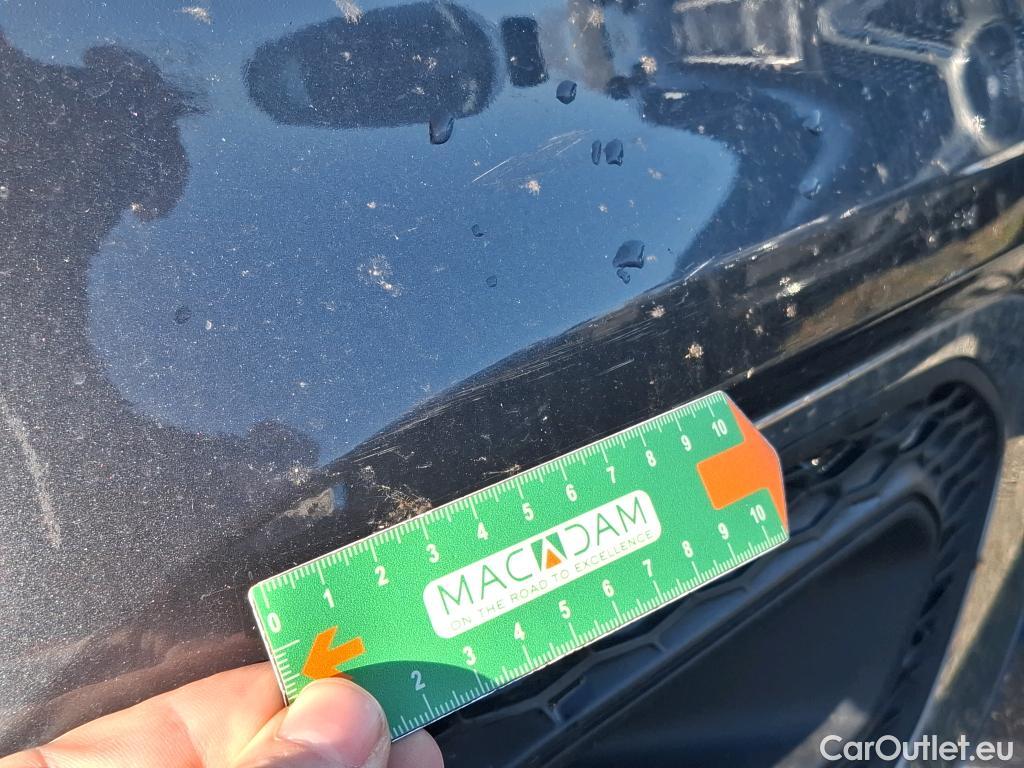 0 1 2 3 4 5 6 7 8 9 10
MACADAM
ON THE ROAD TO EXCELLENCE
2 3 4 5 6 7 8 9 10
CarOutlet.eu